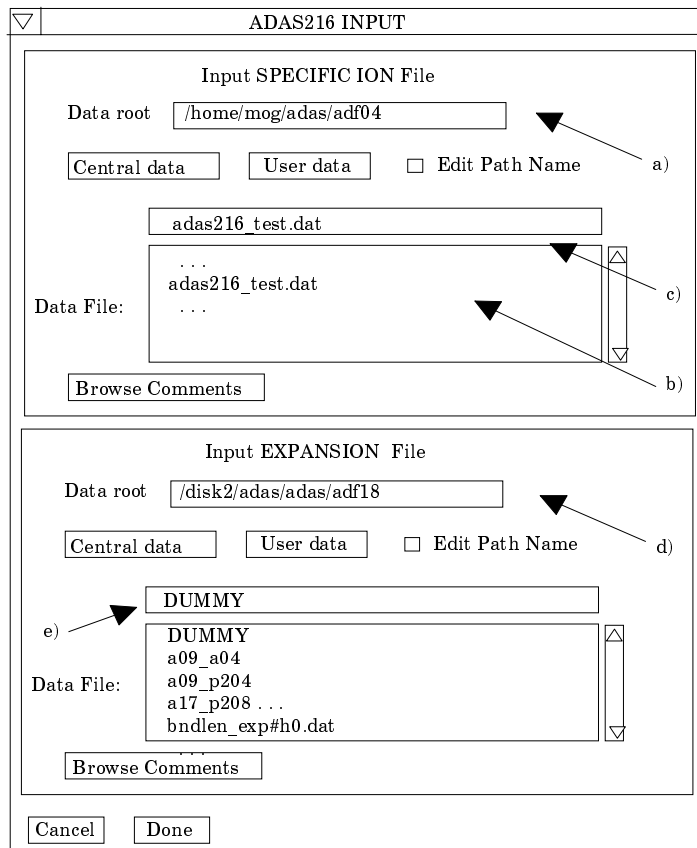 ADAS216 INPUT
Input SPECIFIC ION File
Data root /home/mog/adas/adf04
a)
Central data User data Edit Path Name
adas216_test.dat
. . .
adas216_test.dat
c)
Data File: . . .
b)
Browse Comments
Input EXPANSION File
Data root /disk2/adas/adas/adf18
Central data User data Edit Path Name
d)
DUMMY
e)
DUMMY
a09_a04
Data File: a09_p204
a17_p208 . . .
bndlen_exp#h0.dat
. . .
Browse Comments
Cancel Done